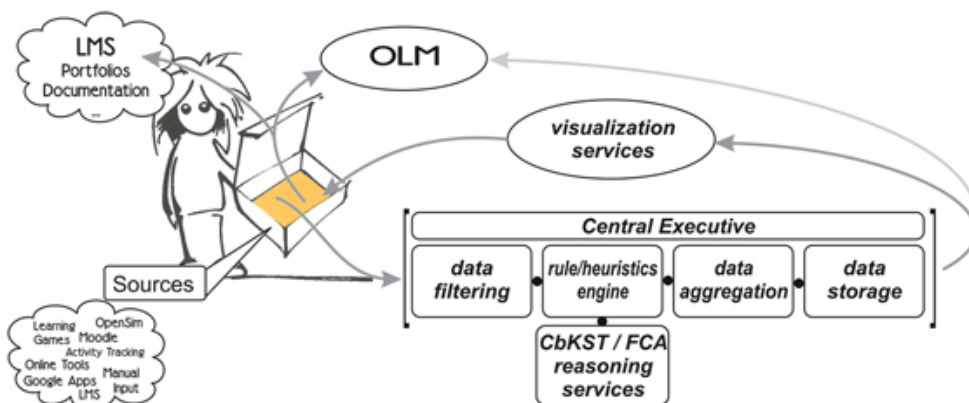 LMS
Portfolios
Documentation
...
OLM
visualization
services
Central Executive
data
filtering
rule/heuristics
engine
data
aggregation
data
storage
CbKST / FCA
reasoning
services
Sources
Learning OpenSim
Games Moodle
Activity Tracking
Online Tools Manual
Google Apps Input
LMS